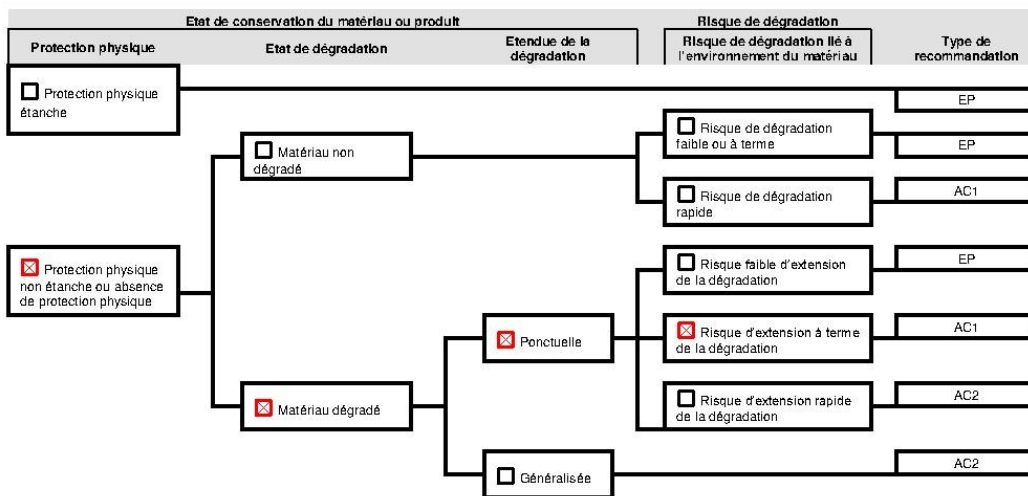 Etat de conservation du matériau ou produit
Risque de dégradation
Protection physique
Etat de dégradation
Etendue de la
dégradation
Risque de dégradation lié à
l'environnement du matériau
Type de
recommandation
Protection physique
étanche
EP
Matériau non
dégradé
Risque de dégradation
faible ou à terme
EP
Risque de dégradation
rapide
AC1
Protection physique
non étanche ou absence
de protection physique
Risque faible d'extension
de la dégradation
EP
Ponctuelle
Risque d'extension à terme
de la dégradation
AC1
Matériau dégradé
Risque d'extension rapide
de la dégradation
AC2
Généralisée
AC2